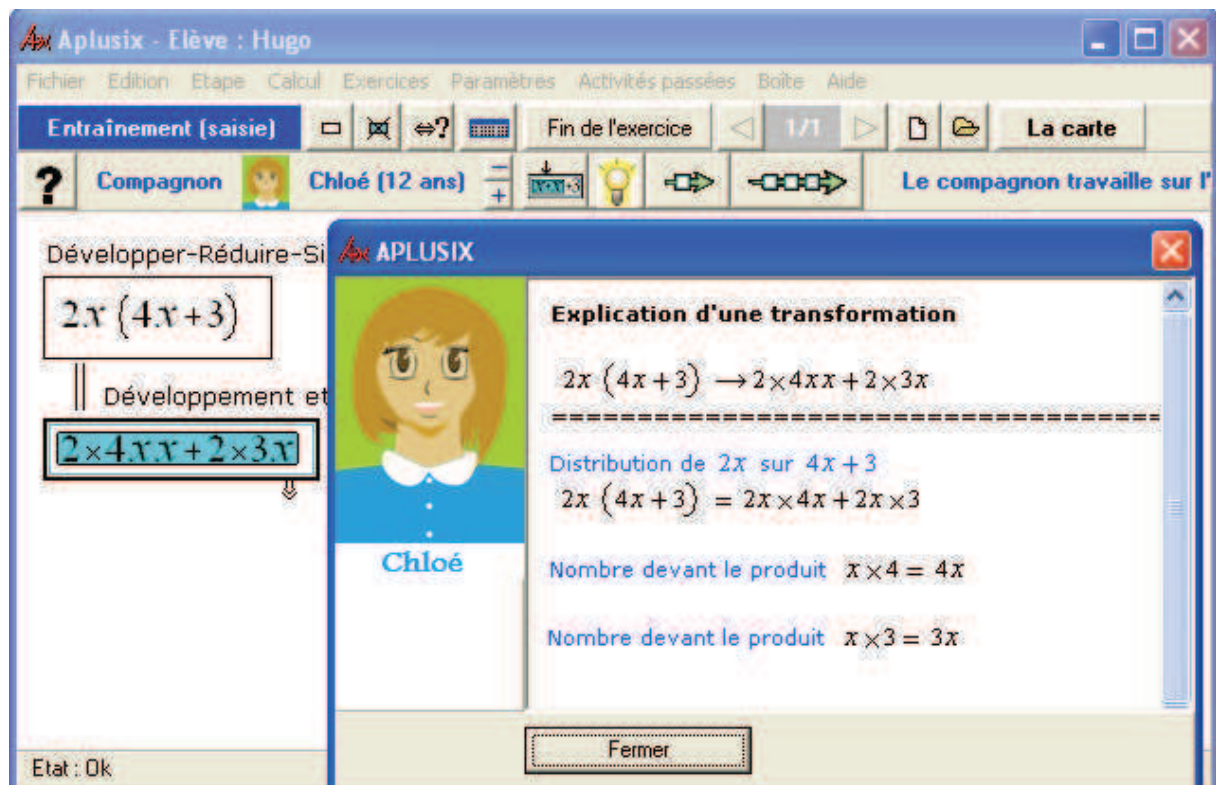 Aplusix - Elève : Hugo
Fichier Edition Etape Calcul Exercices Paramètres Activités passées Boîte Aide
Entraînement (saisie) ⇔? Fin de l'exercice 1/1 La carte
? Compagnon Chloé (12 ans) − + Le compagnon travaille sur l'
Développer-Réduire-Si
2x (4x+3)
Développement et
2×4xx+2×3x
APLUSIX
Chloé
Explication d'une transformation
2x (4x+3) → 2×4xx+2×3x
===================================
Distribution de 2x sur 4x+3
2x (4x+3) = 2x×4x+2x×3
Nombre devant le produit x×4 = 4x
Nombre devant le produit x×3 = 3x
Fermer
Etat : Ok